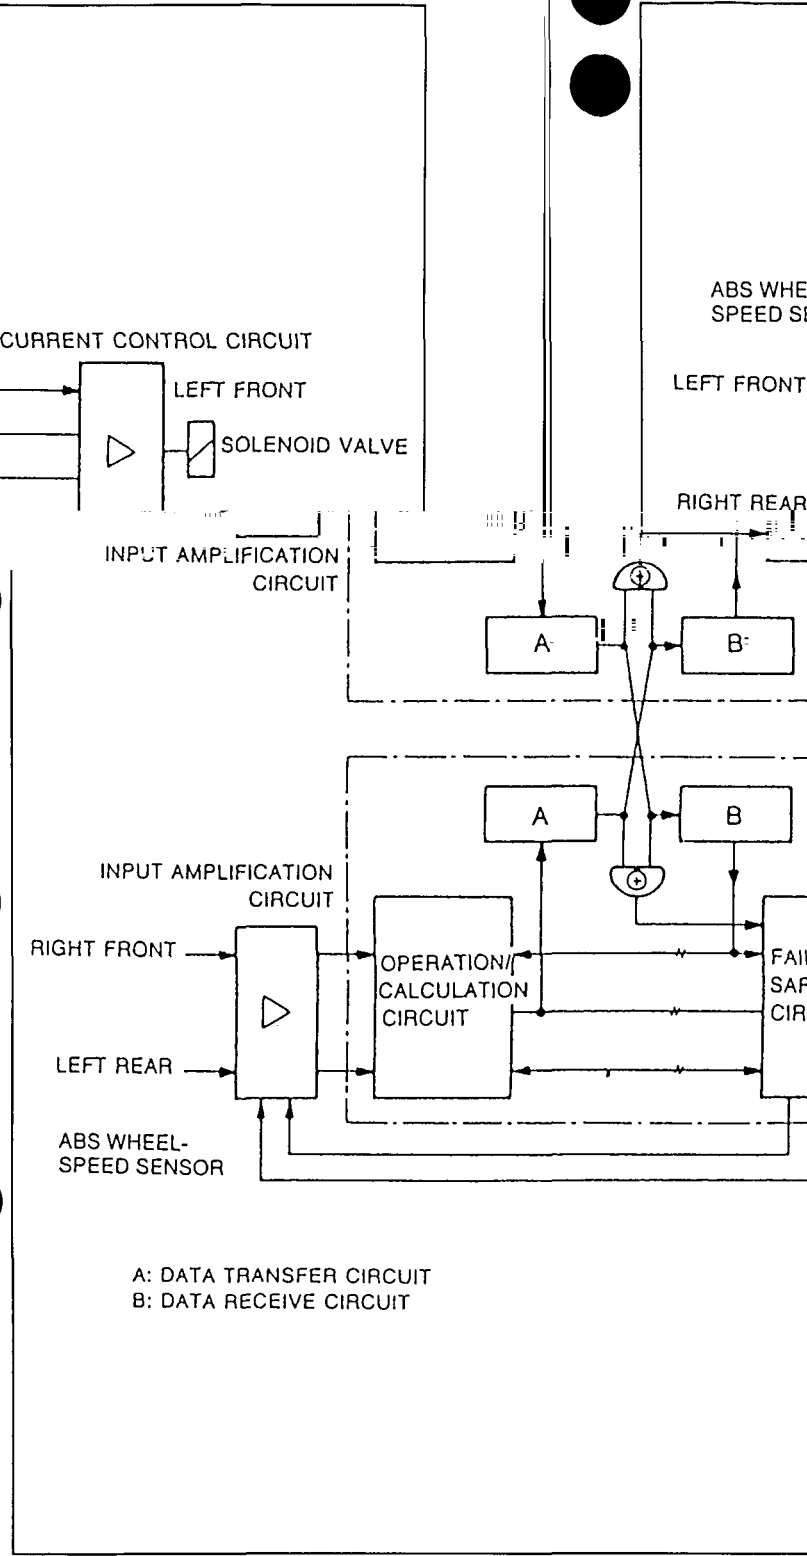 ABS WHE
SPEED SE
CURRENT CONTROL CIRCUIT
LEFT FRONT
LEFT FRONT
SOLENOID VALVE
RIGHT REAR
INPUT AMPLIFICATION
CIRCUIT
A
B
A
B
INPUT AMPLIFICATION
CIRCUIT
RIGHT FRONT
OPERATION/
CALCULATION
CIRCUIT
FAI
SAF
CIR
LEFT REAR
ABS WHEEL-
SPEED SENSOR
A: DATA TRANSFER CIRCUIT
B: DATA RECEIVE CIRCUIT